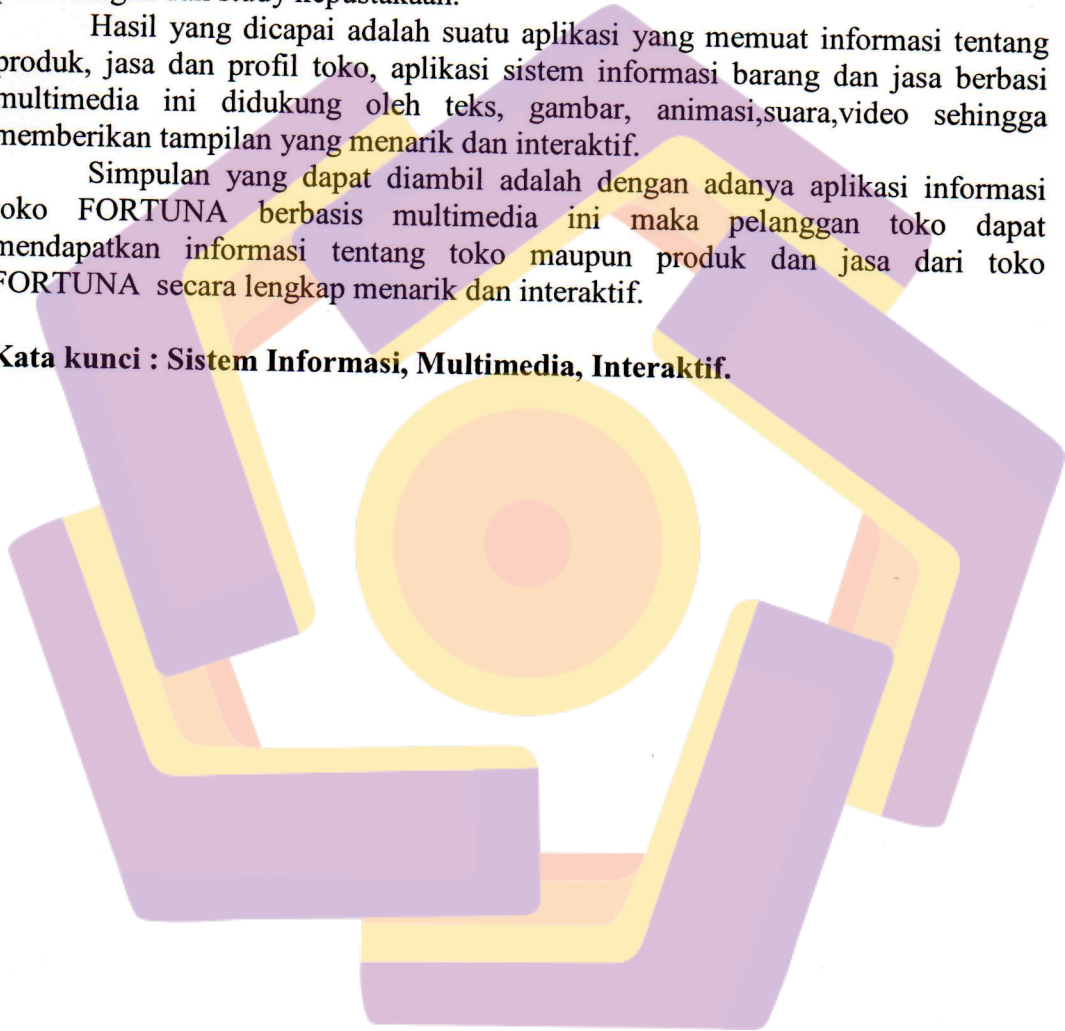 Hasil yang dicapai adalah suatu aplikasi yang memuat informasi tentang
produk, jasa dan profil toko, aplikasi sistem informasi barang dan jasa berbasi
multimedia ini didukung oleh teks, gambar, animasi,suara,video sehingga
memberikan tampilan yang menarik dan interaktif.
Simpulan yang dapat diambil adalah dengan adanya aplikasi informasi
toko FORTUNA berbasis multimedia ini maka pelanggan toko dapat
mendapatkan informasi tentang toko maupun produk dan jasa dari toko
FORTUNA secara lengkap menarik dan interaktif.
Kata kunci : Sistem Informasi, Multimedia, Interaktif.